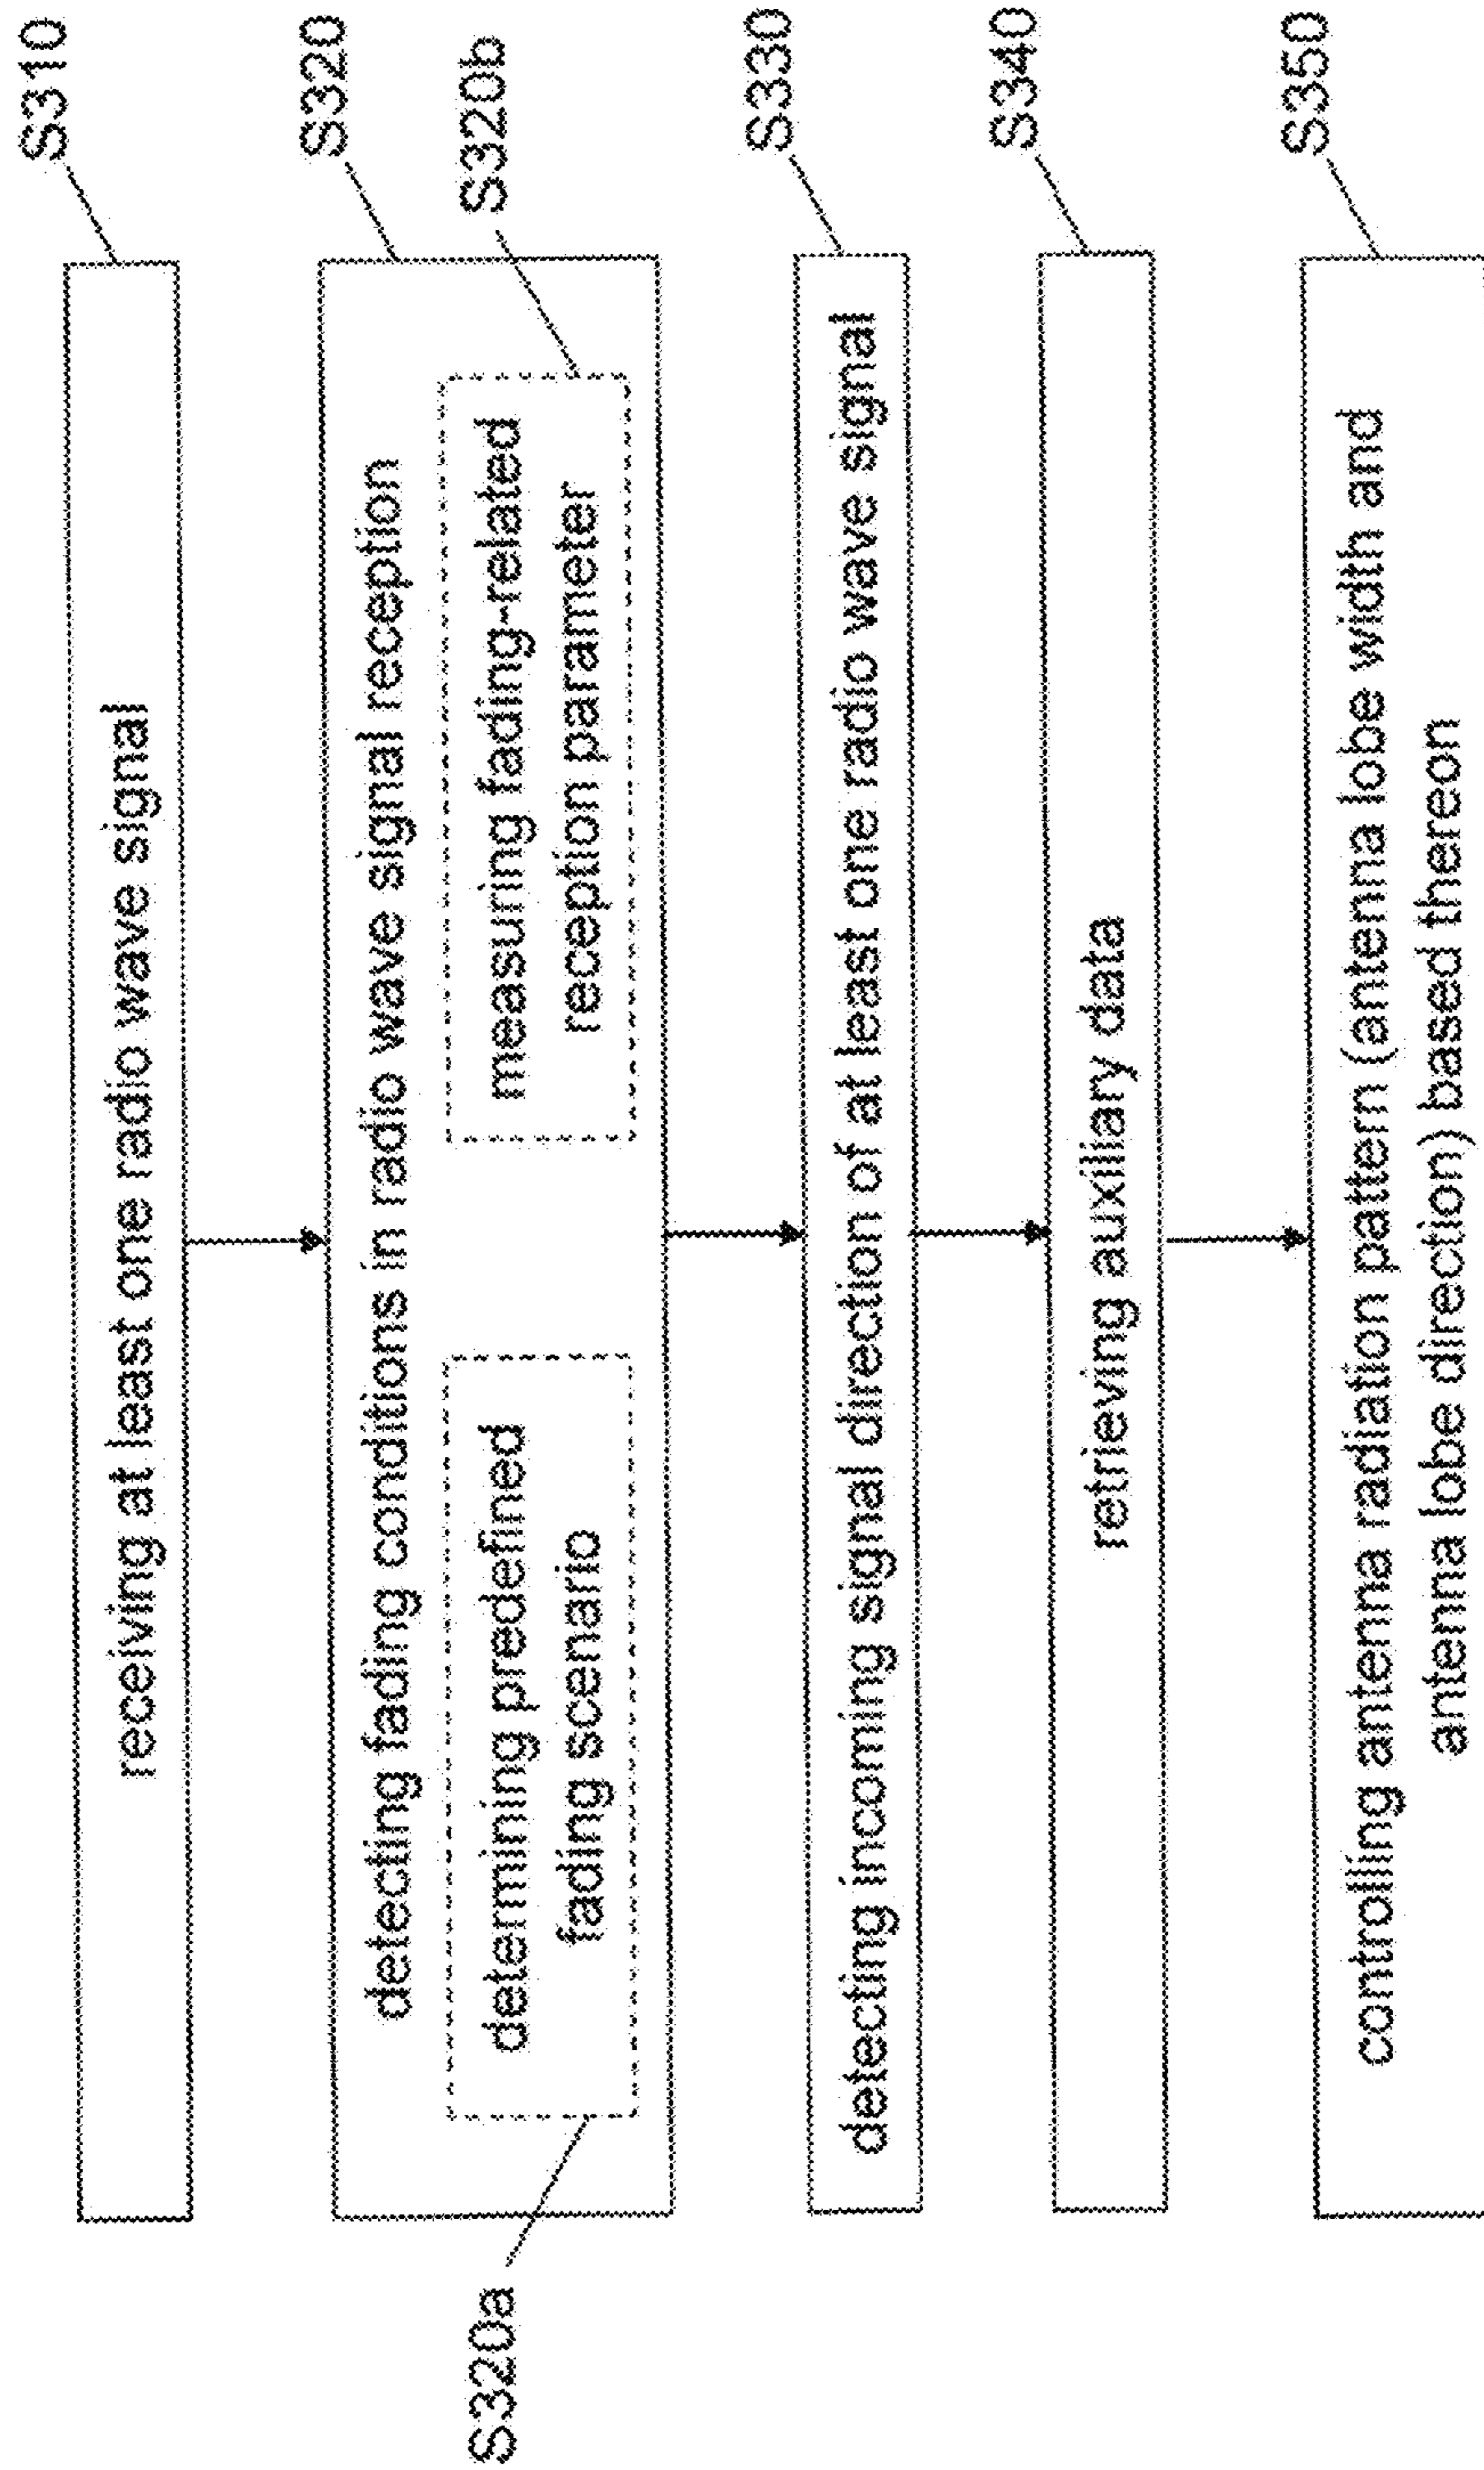 S310
receiving at least one radio wave signal
S320
detecting fading conditions in radio wave signal reception
S320a
determining predefined
fading scenario
S320b
measuring fading-related
reception parameter
S330
detecting incoming signal direction of at least one radio wave signal
S340
retrieving auxiliary data
S350
controlling antenna radiation pattern (antenna lobe width and
antenna lobe direction) based thereon